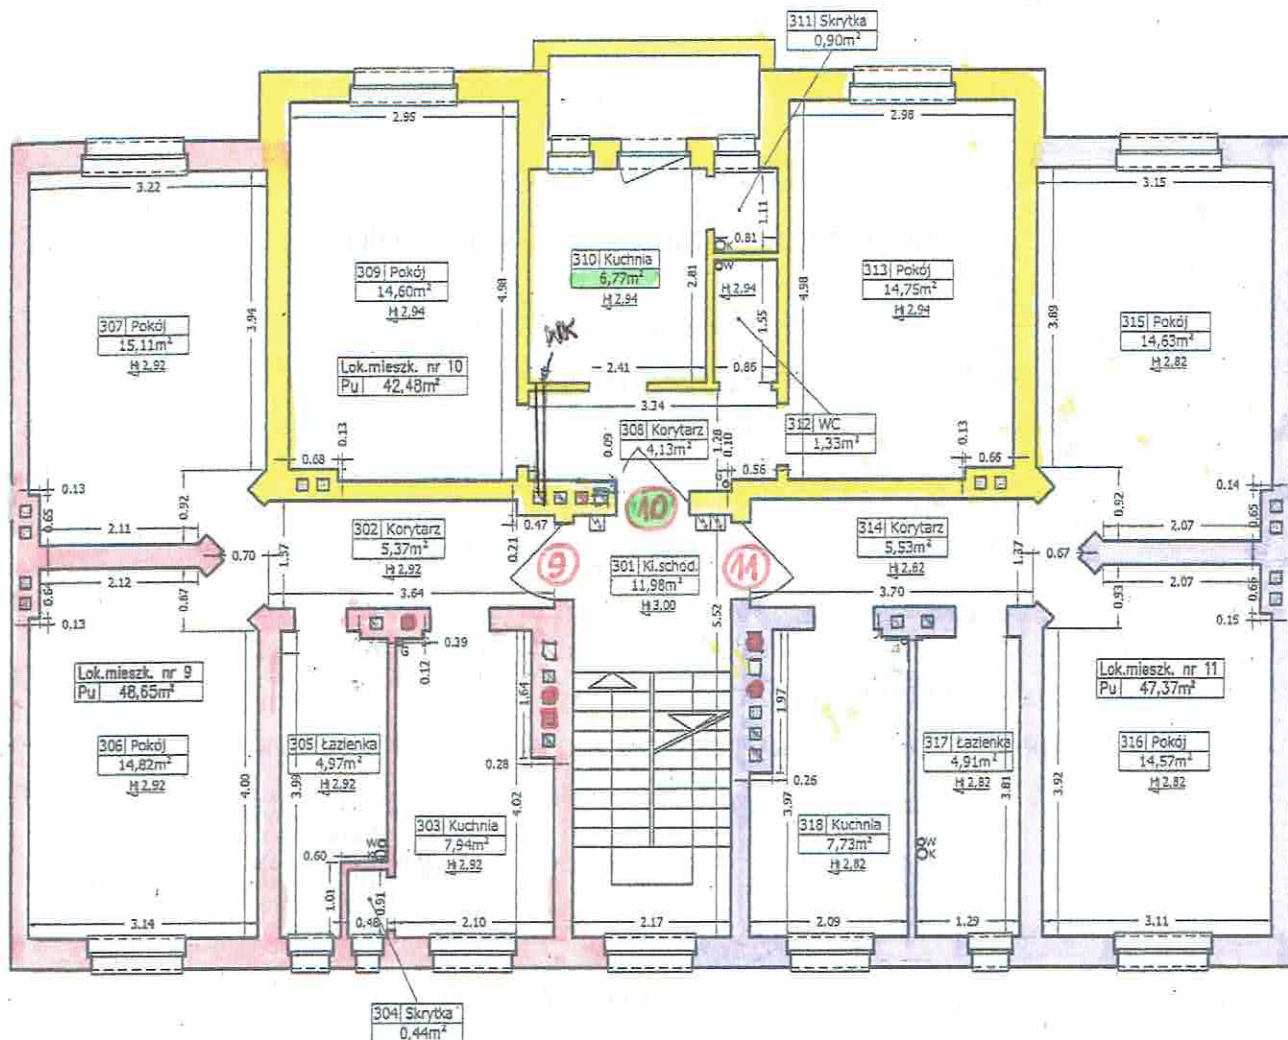 311 Skrytka
0,90m²
2.95
2.98
3.22
3.15
1.11
0.81
K
309 Pokój
14,60m²
H 2,94
4.98
310 Kuchnia
6,77m²
H 2,94
2.81
W
H 2,94
1.55
0.86
4.98
313 Pokój
14,75m²
H 2,94
307 Pokój
15,11m²
H 2,92
3.94
315 Pokój
14,63m²
H 2,82
3.89
Lok.mieszk. nr 10
Pu 42,48m²
WK
2.41
3.34
308 Korytarz
4,13m²
312 WC
1,33m²
0.68
0.13
0.09
1.28
0.10
0.56
G
0.13
0.66
0.13
0.65
2.11
0.92
0.14
0.65
2.07
0.92
302 Korytarz
5,37m²
H 2,92
0.47
0.21
10
314 Korytarz
5,53m²
H 2,82
0.70
1.37
9
301 Kl.schod.
11,98m²
H 3,00
11
1.37
0.67
2.12
0.64
0.87
0.13
3.64
5.52
3.70
2.07
0.66
0.93
0.15
G
0.39
0.12
Lok.mieszk. nr 9
Pu 48,65m²
Lok.mieszk. nr 11
Pu 47,37m²
1.64
1.97
306 Pokój
14,82m²
H 2,92
4.00
305 Łazienka
4,97m²
H 2,92
3.99
0.28
4.02
0.26
3.97
317 Łazienka
4,91m²
H 2,82
3.81
316 Pokój
14,57m²
H 2,82
3.92
303 Kuchnia
7,94m²
H 2,92
318 Kuchnia
7,73m²
H 2,82
W
K
W
K
0.60
1.01
0.91
0.48
3.14
2.10
2.17
2.09
1.29
3.11
304 Skrytka
0,44m²